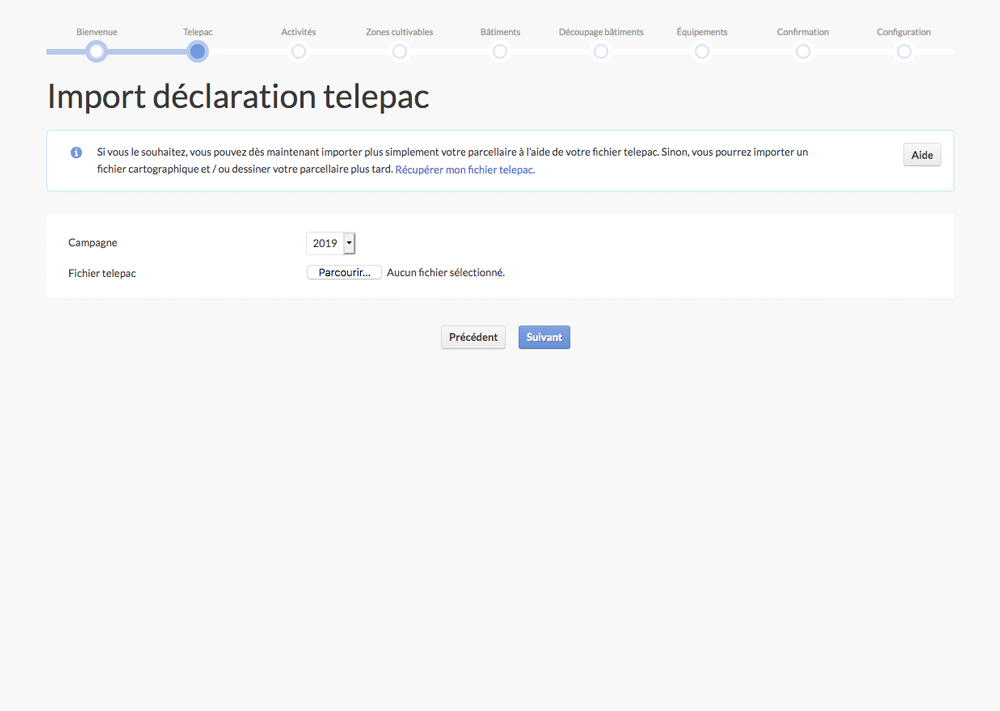 Bienvenue Telepac Activités Zones cultivables Bâtiments Découpage bâtiments Équipements Confirmation Configuration
Import déclaration telepac
Si vous le souhaitez, vous pouvez dès maintenant importer plus simplement votre parcellaire à l'aide de votre fichier telepac. Sinon, vous pourrez importer un
fichier cartographique et / ou dessiner votre parcellaire plus tard. Récupérer mon fichier telepac.
Aide
Campagne 2019
Fichier telepac Parcourir... Aucun fichier sélectionné.
Précédent Suivant